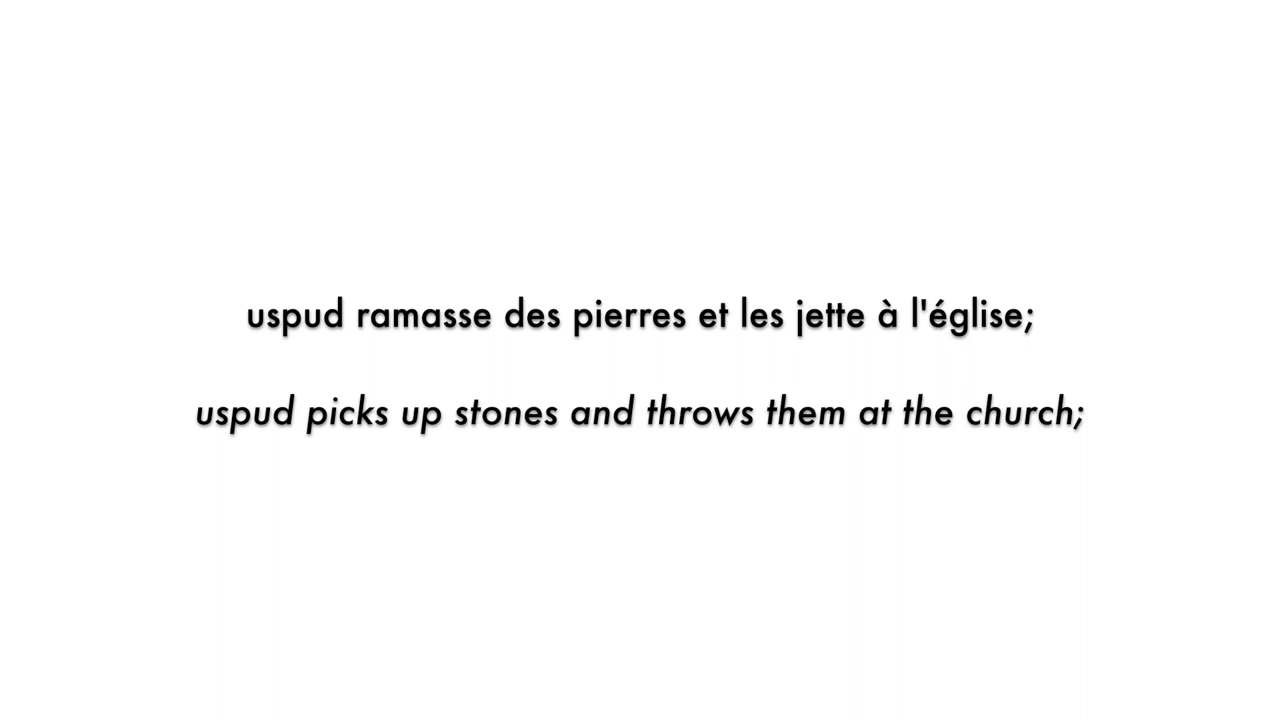 uspud ramasse des pierres et les jette à l'église;
uspud picks up stones and throws them at the church;